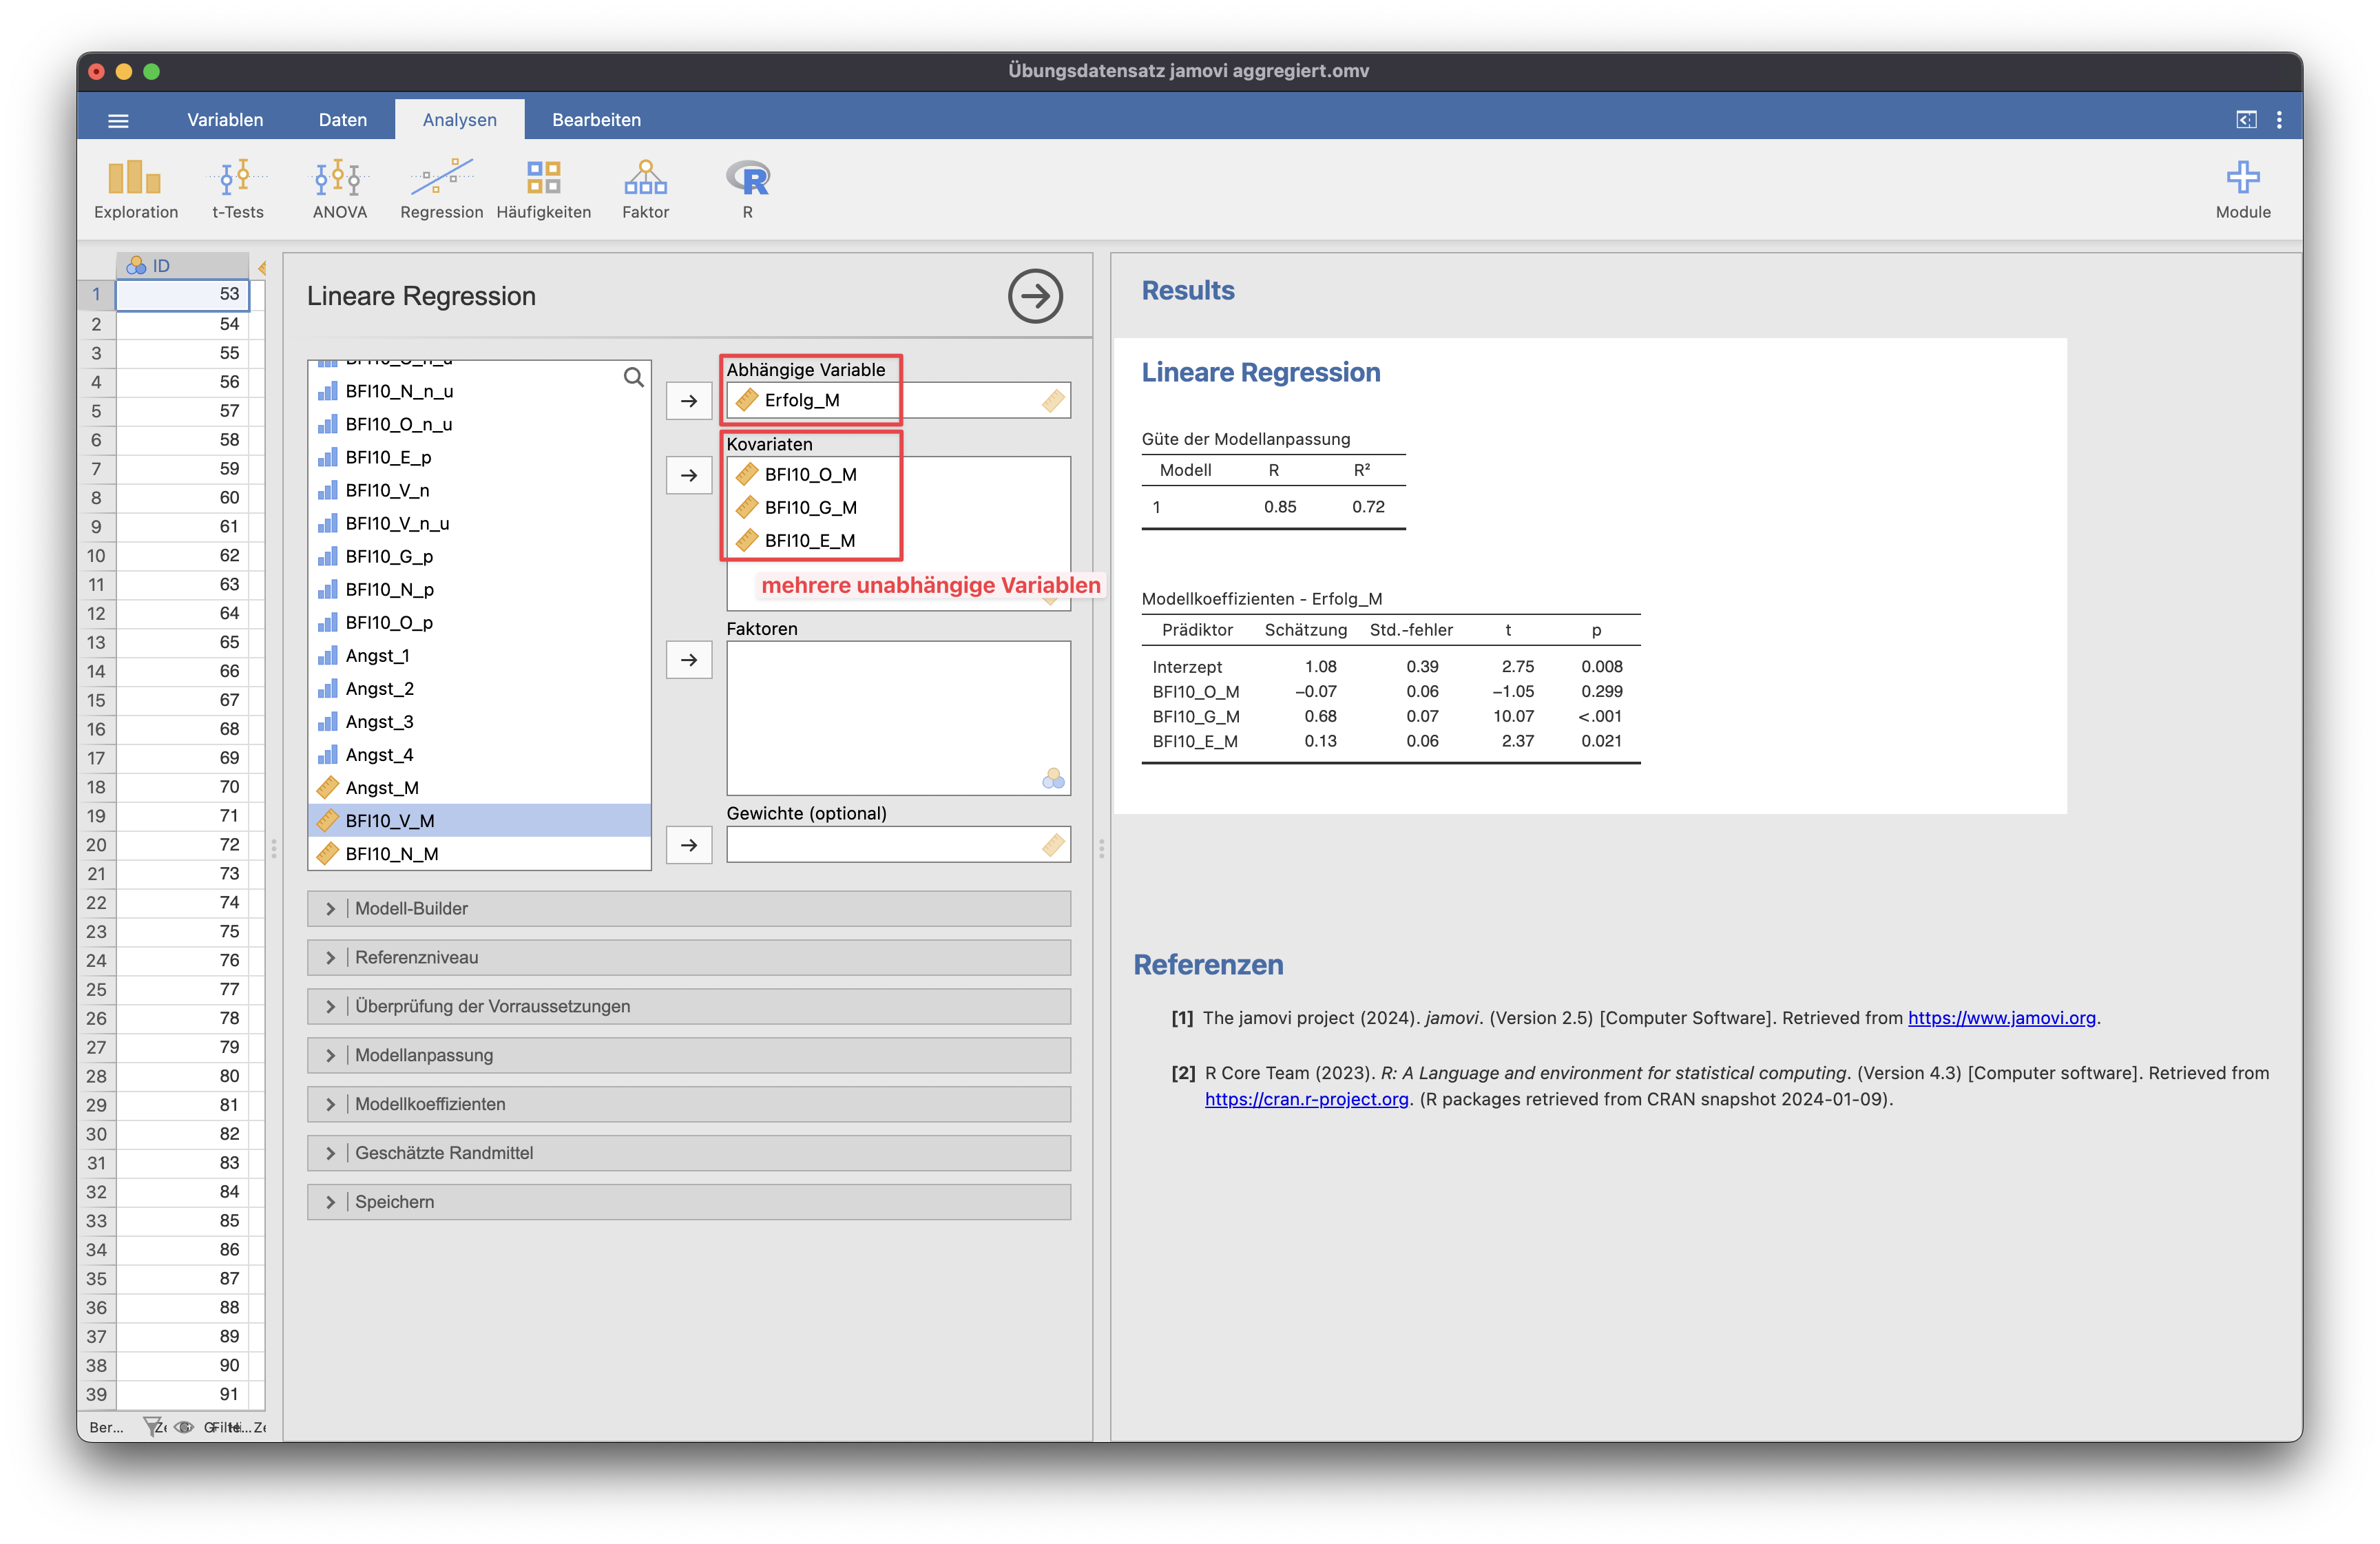 Übungsdatensatz jamovi aggregiert.omv
Variablen Daten Analysen Bearbeiten
Exploration t-Tests ANOVA Regression Häufigkeiten Faktor R Module
ID
1 53
2 54
3 55
4 56
5 57
6 58
7 59
8 60
9 61
10 62
11 63
12 64
13 65
14 66
15 67
16 68
17 69
18 70
19 71
20 72
21 73
22 74
23 75
24 76
25 77
26 78
27 79
28 80
29 81
30 82
31 83
32 84
33 85
34 86
35 87
36 88
37 89
38 90
39 91
Ber...
Lineare Regression
BFI10_N_n_u
BFI10_O_n_u
BFI10_E_p
BFI10_V_n
BFI10_V_n_u
BFI10_G_p
BFI10_N_p
BFI10_O_p
Angst_1
Angst_2
Angst_3
Angst_4
Angst_M
BFI10_V_M
BFI10_N_M
Abhängige Variable
Erfolg_M
Kovariaten
BFI10_O_M
BFI10_G_M
BFI10_E_M
mehrere unabhängige Variablen
Faktoren
Gewichte (optional)
Modell-Builder
Referenzniveau
Überprüfung der Vorraussetzungen
Modellanpassung
Modellkoeffizienten
Geschätzte Randmittel
Speichern
Results
Lineare Regression
Güte der Modellanpassung
Modell R R²
1 0.85 0.72
Modellkoeffizienten - Erfolg_M
Prädiktor Schätzung Std.-fehler t p
Interzept 1.08 0.39 2.75 0.008
BFI10_O_M −0.07 0.06 −1.05 0.299
BFI10_G_M 0.68 0.07 10.07 <.001
BFI10_E_M 0.13 0.06 2.37 0.021
Referenzen
[1] The jamovi project (2024). jamovi. (Version 2.5) [Computer Software]. Retrieved from https://www.jamovi.org.
[2] R Core Team (2023). R: A Language and environment for statistical computing. (Version 4.3) [Computer software]. Retrieved from
https://cran.r-project.org. (R packages retrieved from CRAN snapshot 2024-01-09).